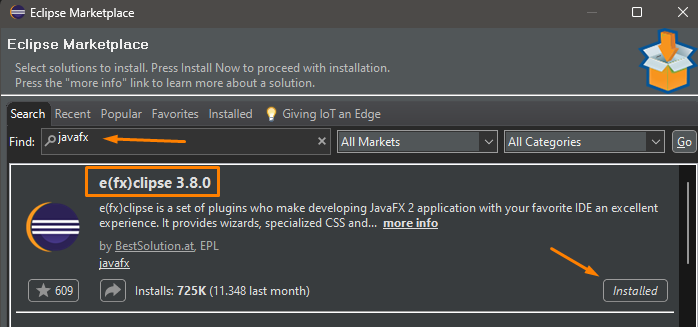 Eclipse Marketplace
Eclipse Marketplace
Select solutions to install. Press Install Now to proceed with installation.
Press the "more info" link to learn more about a solution.
Search Recent Popular Favorites Installed Giving IoT an Edge
Find: javafx All Markets All Categories Go
e(fx)clipse 3.8.0
e(fx)clipse is a set of plugins who make developing JavaFX 2 application with your favorite IDE an excellent
experience. It provides wizards, specialized CSS and... more info
by BestSolution.at, EPL
javafx
609 Installs: 725K (11.348 last month) Installed